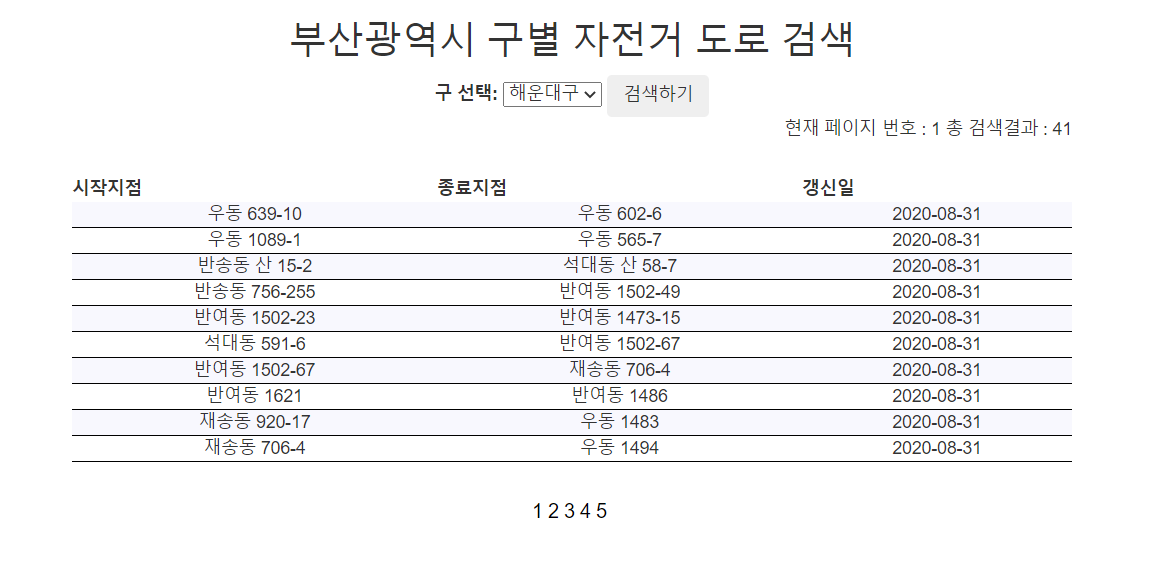 부산광역시 구별 자전거 도로 검색
구 선택: 해운대구 검색하기
현재 페이지 번호 : 1 총 검색결과 : 41
시작지점 종료지점 갱신일
우동 639-10 우동 602-6 2020-08-31
우동 1089-1 우동 565-7 2020-08-31
반송동 산 15-2 석대동 산 58-7 2020-08-31
반송동 756-255 반여동 1502-49 2020-08-31
반여동 1502-23 반여동 1473-15 2020-08-31
석대동 591-6 반여동 1502-67 2020-08-31
반여동 1502-67 재송동 706-4 2020-08-31
반여동 1621 반여동 1486 2020-08-31
재송동 920-17 우동 1483 2020-08-31
재송동 706-4 우동 1494 2020-08-31
1 2 3 4 5